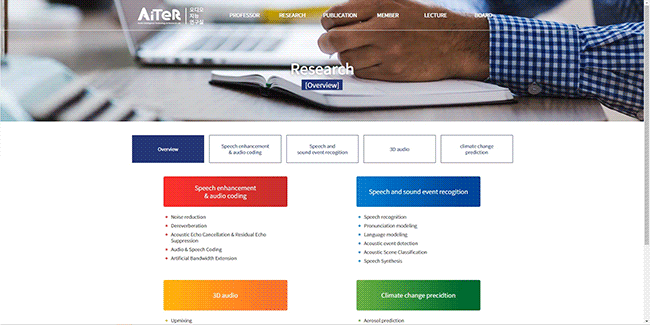 AiTeR
오디오
지능
연구실
PROFESSOR RESEARCH PUBLICATION MEMBER LECTURE BOARD
Research
[Overview]
Overview
Speech enhancement
& audio coding
Speech and
sound event recogition
3D audio
climate change
prediction
Speech enhancement
& audio coding
Noise reduction
Dereverberation
Acoustic Echo Cancellation & Residual Echo
Suppression
Audio & Speech Coding
Artificial Bandwidth Extension
Speech and sound event recogition
Speech recognition
Pronunciation modeling
Language modeling
Acoustic event detection
Acoustic Scene Classification
Speech Synthesis
3D audio
Upmixing
Climate change precidtion
Aerosol prediction